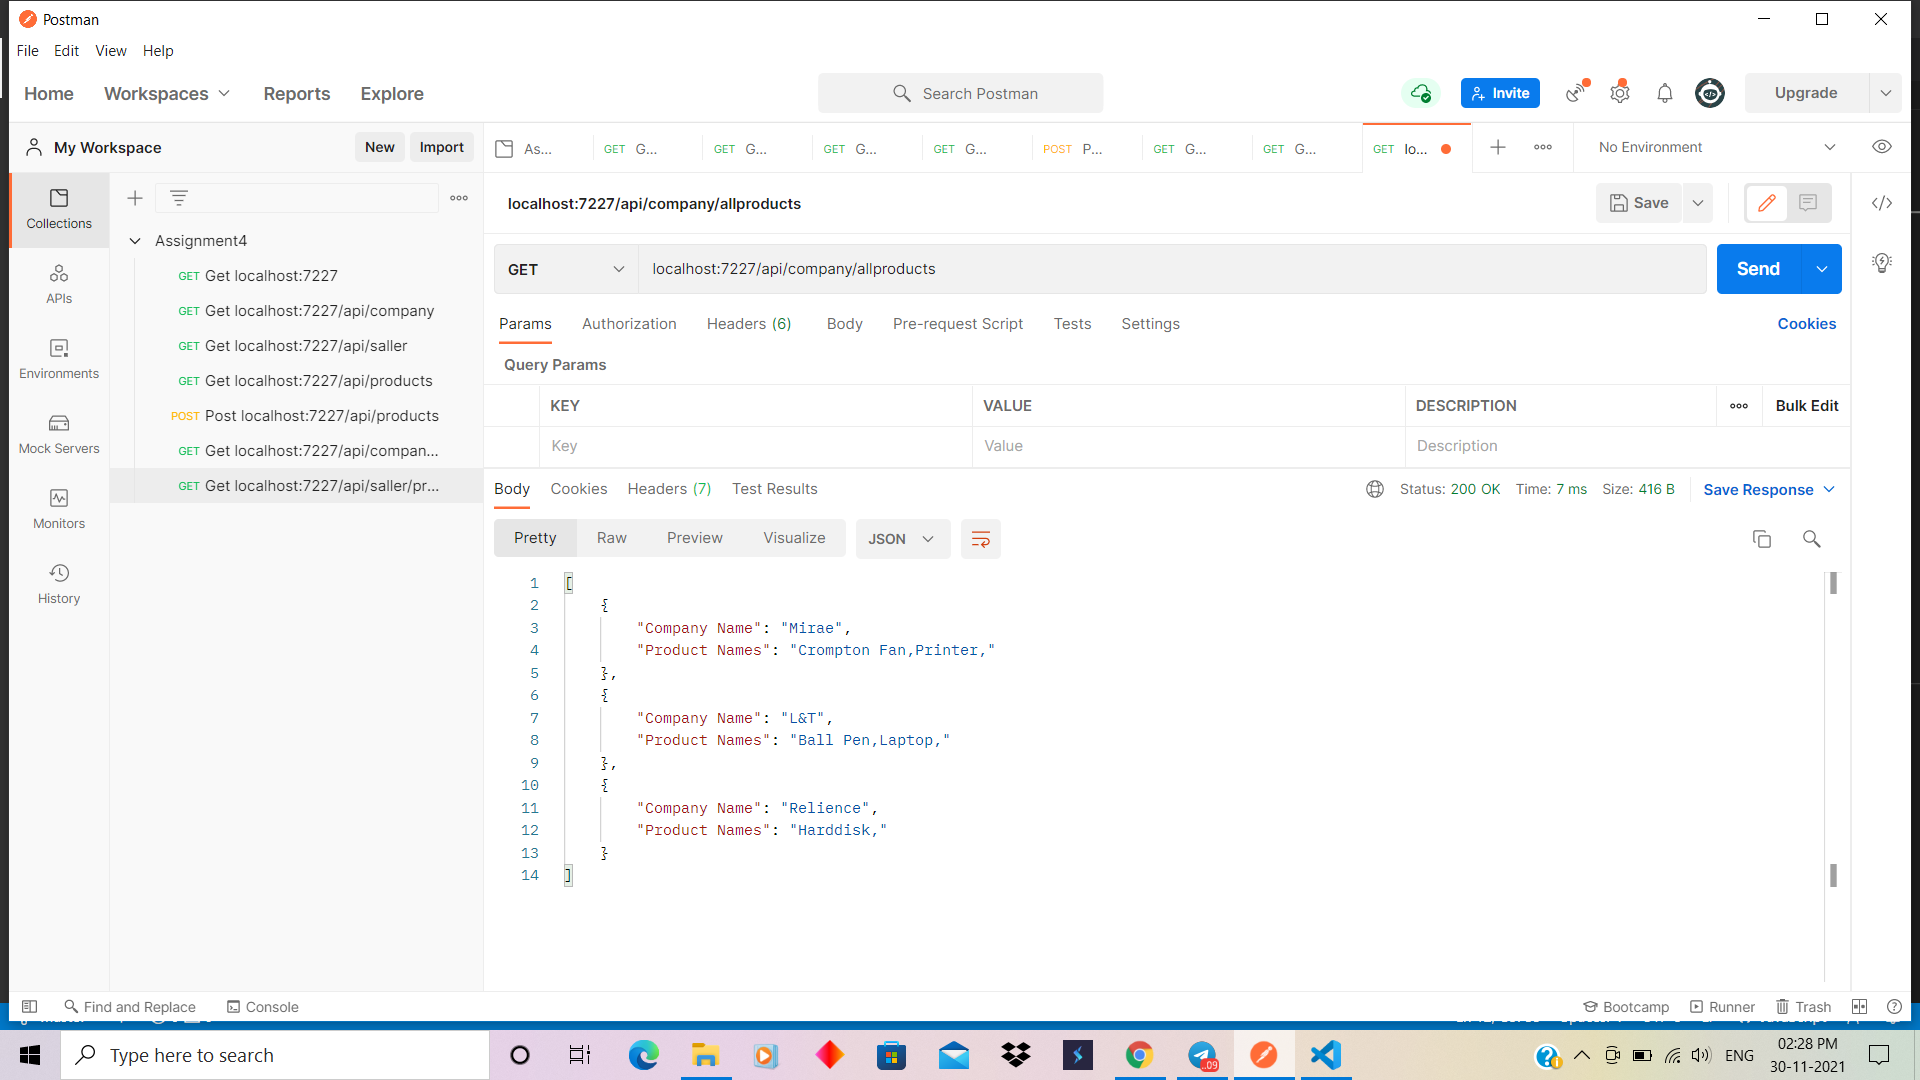 Postman
File Edit View Help
Home Workspaces Reports Explore
Search Postman
Invite
Upgrade
My Workspace
New
Import
As...
GET G...
GET G...
GET G...
GET G...
POST P...
GET G...
GET G...
GET lo...
No Environment
Collections
APIs
Environments
Mock Servers
Monitors
History
Assignment4
GET Get localhost:7227
GET Get localhost:7227/api/company
GET Get localhost:7227/api/saller
GET Get localhost:7227/api/products
POST Post localhost:7227/api/products
GET Get localhost:7227/api/compan...
GET Get localhost:7227/api/saller/pr...
localhost:7227/api/company/allproducts
Save
GET
localhost:7227/api/company/allproducts
Send
Params Authorization Headers (6) Body Pre-request Script Tests Settings
Cookies
Query Params
KEY VALUE DESCRIPTION
Bulk Edit
Key Value Description
Body Cookies Headers (7) Test Results
Status: 200 OK Time: 7 ms Size: 416 B
Save Response
Pretty Raw Preview Visualize
JSON
1 [
2 {
3 "Company Name": "Mirae",
4 "Product Names": "Crompton Fan,Printer,"
5 },
6 {
7 "Company Name": "L&T",
8 "Product Names": "Ball Pen,Laptop,"
9 },
10 {
11 "Company Name": "Relience",
12 "Product Names": "Harddisk,"
13 }
14 ]
Find and Replace
Console
Bootcamp
Runner
Trash
Type here to search
.09
ENG
02:28 PM
30-11-2021